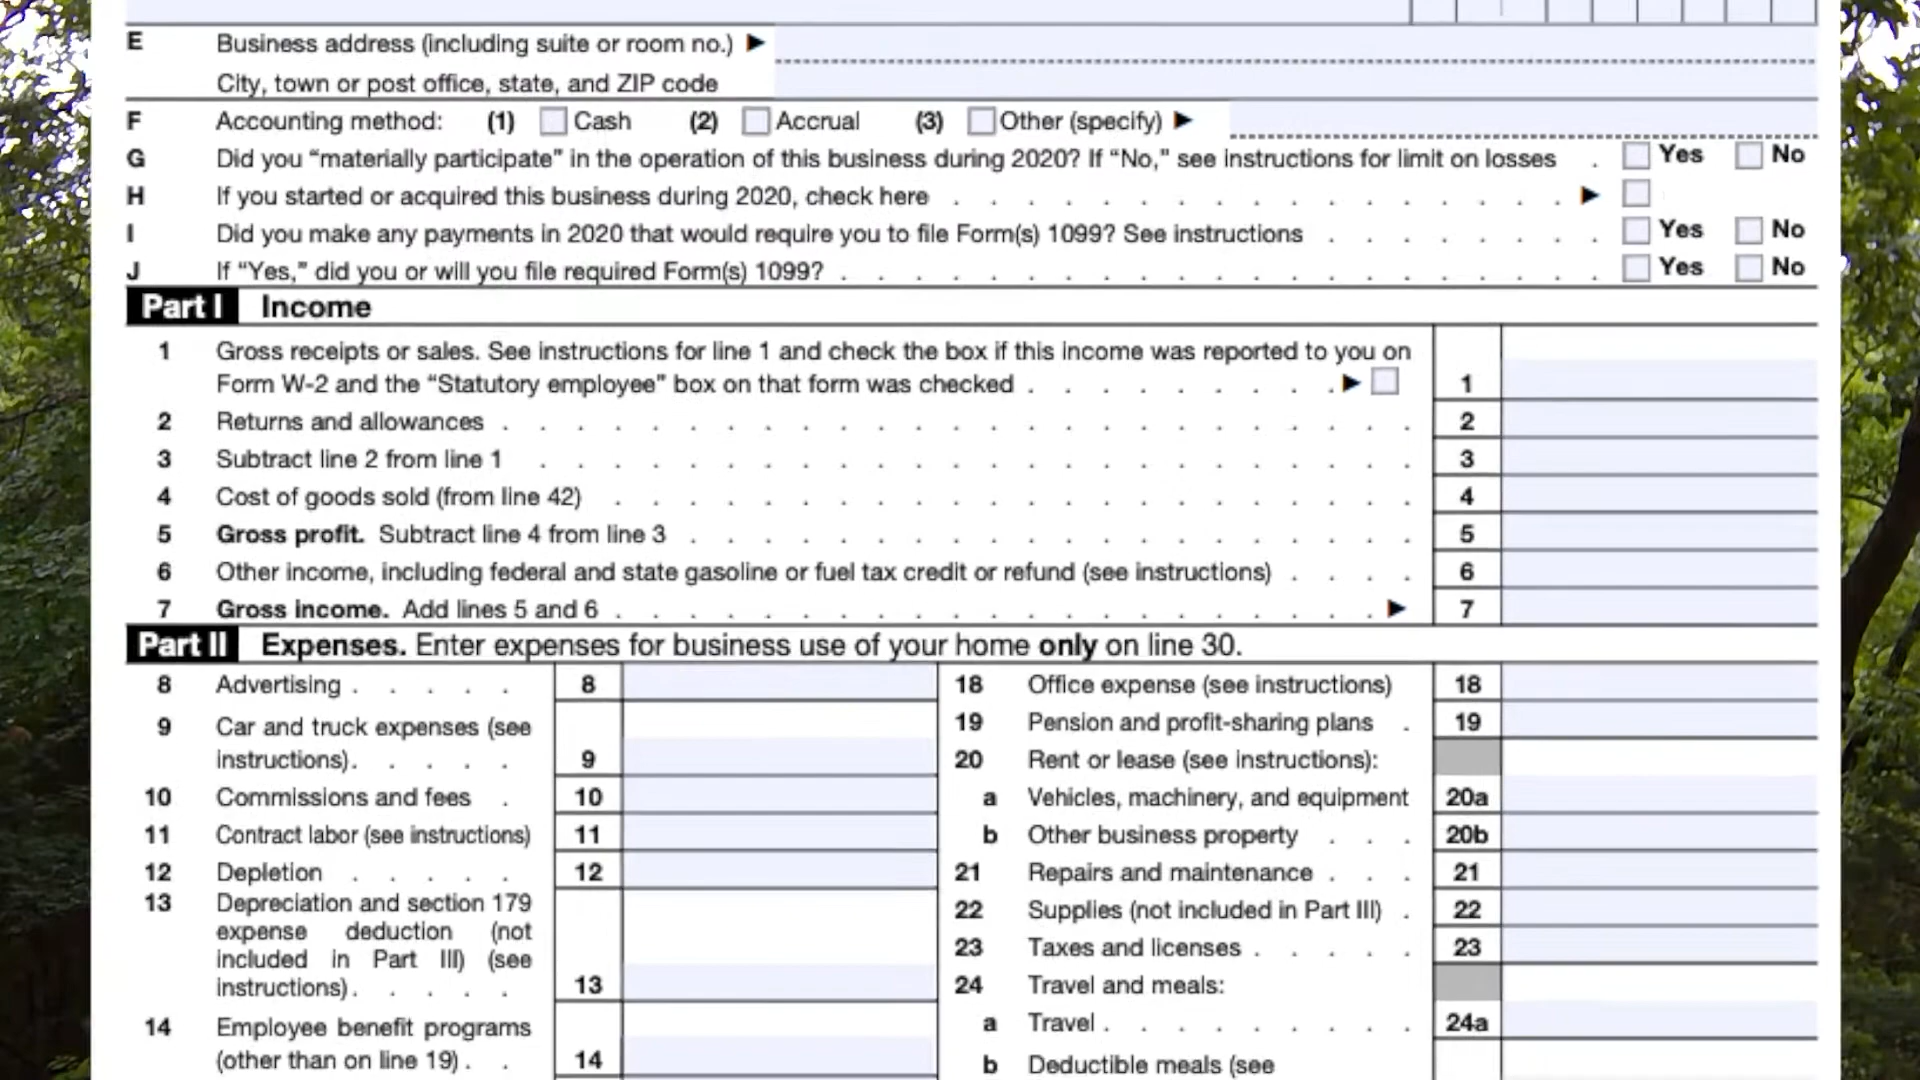 E Business address (including suite or room no.) ▶
City, town or post office, state, and ZIP code
F Accounting method: (1) Cash (2) Accrual (3) Other (specify) ▶
G Did you “materially participate” in the operation of this business during 2020? If “No,” see instructions for limit on losses . Yes No
H If you started or acquired this business during 2020, check here . . . . . . . . . . . . . . . . . ▶
I Did you make any payments in 2020 that would require you to file Form(s) 1099? See instructions . . . . . . . . Yes No
J If “Yes,” did you or will you file required Form(s) 1099? . . . . . . . . . . . . . . . . . . . . . Yes No
Part I Income
1 Gross receipts or sales. See instructions for line 1 and check the box if this income was reported to you on
Form W-2 and the “Statutory employee” box on that form was checked . . . . . . . . . ▶ 1
2 Returns and allowances . . . . . . . . . . . . . . . . . . . . . . . . . 2
3 Subtract line 2 from line 1 . . . . . . . . . . . . . . . . . . . . . . . . 3
4 Cost of goods sold (from line 42) . . . . . . . . . . . . . . . . . . . . . . 4
5 Gross profit. Subtract line 4 from line 3 . . . . . . . . . . . . . . . . . . . . 5
6 Other income, including federal and state gasoline or fuel tax credit or refund (see instructions) . . . . 6
7 Gross income. Add lines 5 and 6 . . . . . . . . . . . . . . . . . . . . . ▶ 7
Part II Expenses. Enter expenses for business use of your home only on line 30.
8 Advertising . . . . . 8
9 Car and truck expenses (see
instructions). . . . . 9
10 Commissions and fees . 10
11 Contract labor (see instructions) 11
12 Depletion . . . . . 12
13 Depreciation and section 179
expense deduction (not
included in Part III) (see
instructions). . . . . 13
14 Employee benefit programs
(other than on line 19) . . 14
18 Office expense (see instructions) 18
19 Pension and profit-sharing plans . 19
20 Rent or lease (see instructions):
a Vehicles, machinery, and equipment 20a
b Other business property . . . 20b
21 Repairs and maintenance . . . 21
22 Supplies (not included in Part III) . 22
23 Taxes and licenses . . . . . 23
24 Travel and meals:
a Travel . . . . . . . . . 24a
b Deductible meals (see